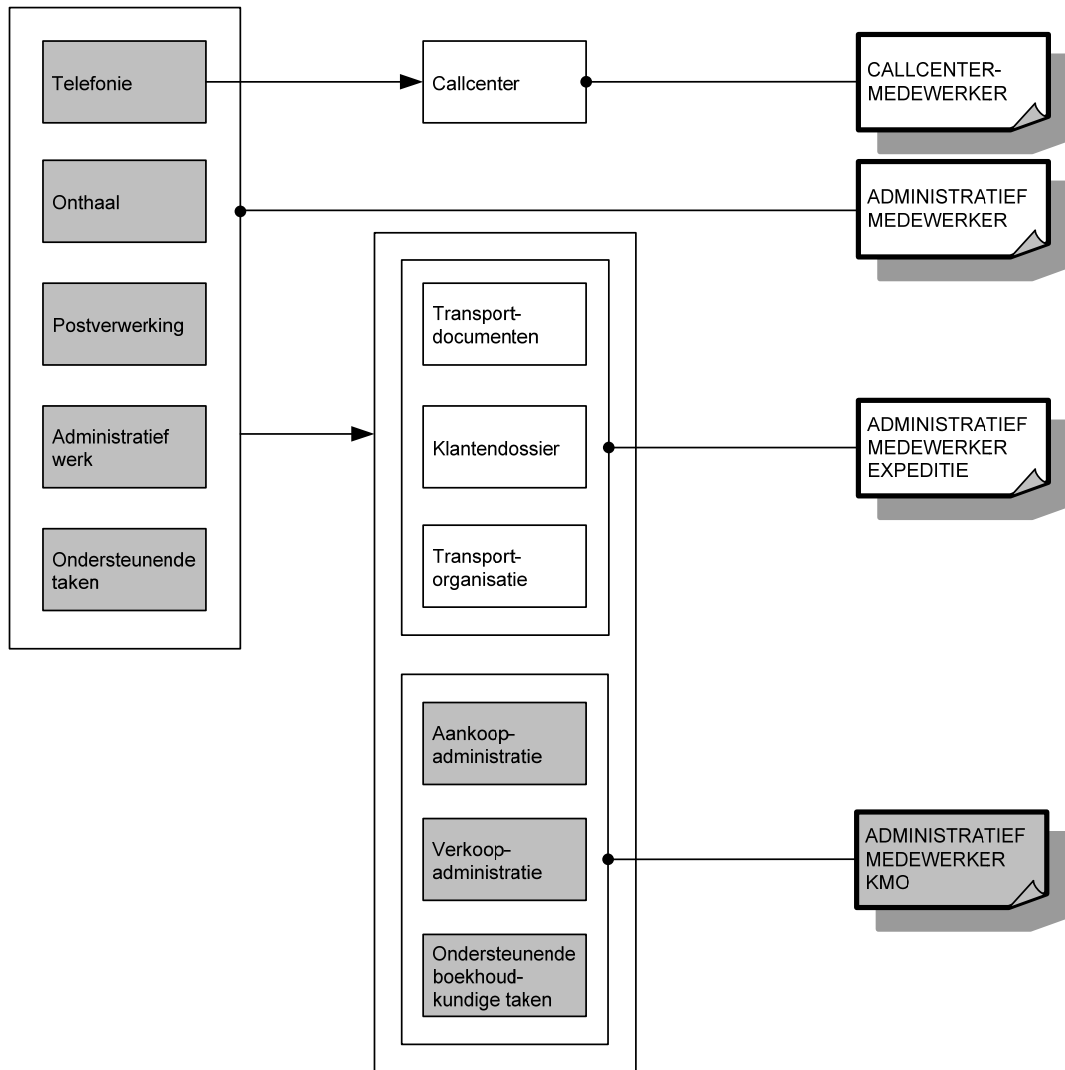 Telefonie
Callcenter
CALLCENTER-
MEDEWERKER
Onthaal
ADMINISTRATIEF
MEDEWERKER
Postverwerking
Transport-
documenten
Administratief
werk
Klantendossier
ADMINISTRATIEF
MEDEWERKER
EXPEDITIE
Ondersteunende
taken
Transport-
organisatie
Aankoop-
administratie
Verkoop-
administratie
ADMINISTRATIEF
MEDEWERKER
KMO
Ondersteunende
boekhoud-
kundige taken